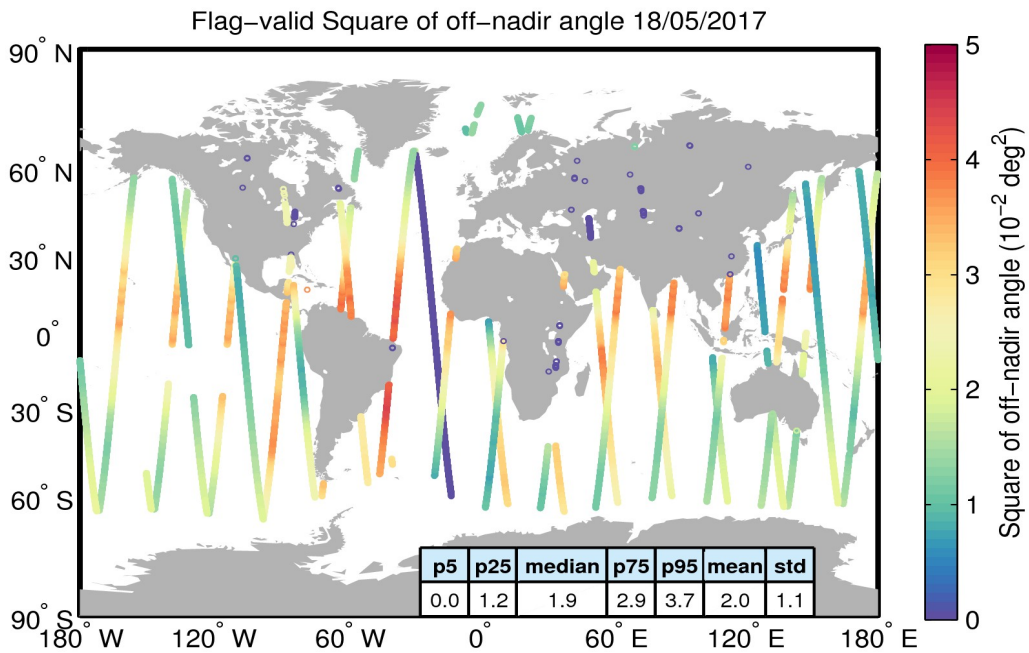 Flag-valid Square of off-nadir angle 18/05/2017
90° N
60° N
30° N
0°
30° S
60° S
90° S
180° W
120° W
60° W
0°
60° E
120° E
180° E
p5 p25 median p75 p95 mean std
0.0 1.2 1.9 2.9 3.7 2.0 1.1
5
4
3
2
1
0
Square of off-nadir angle (10⁻² deg²)